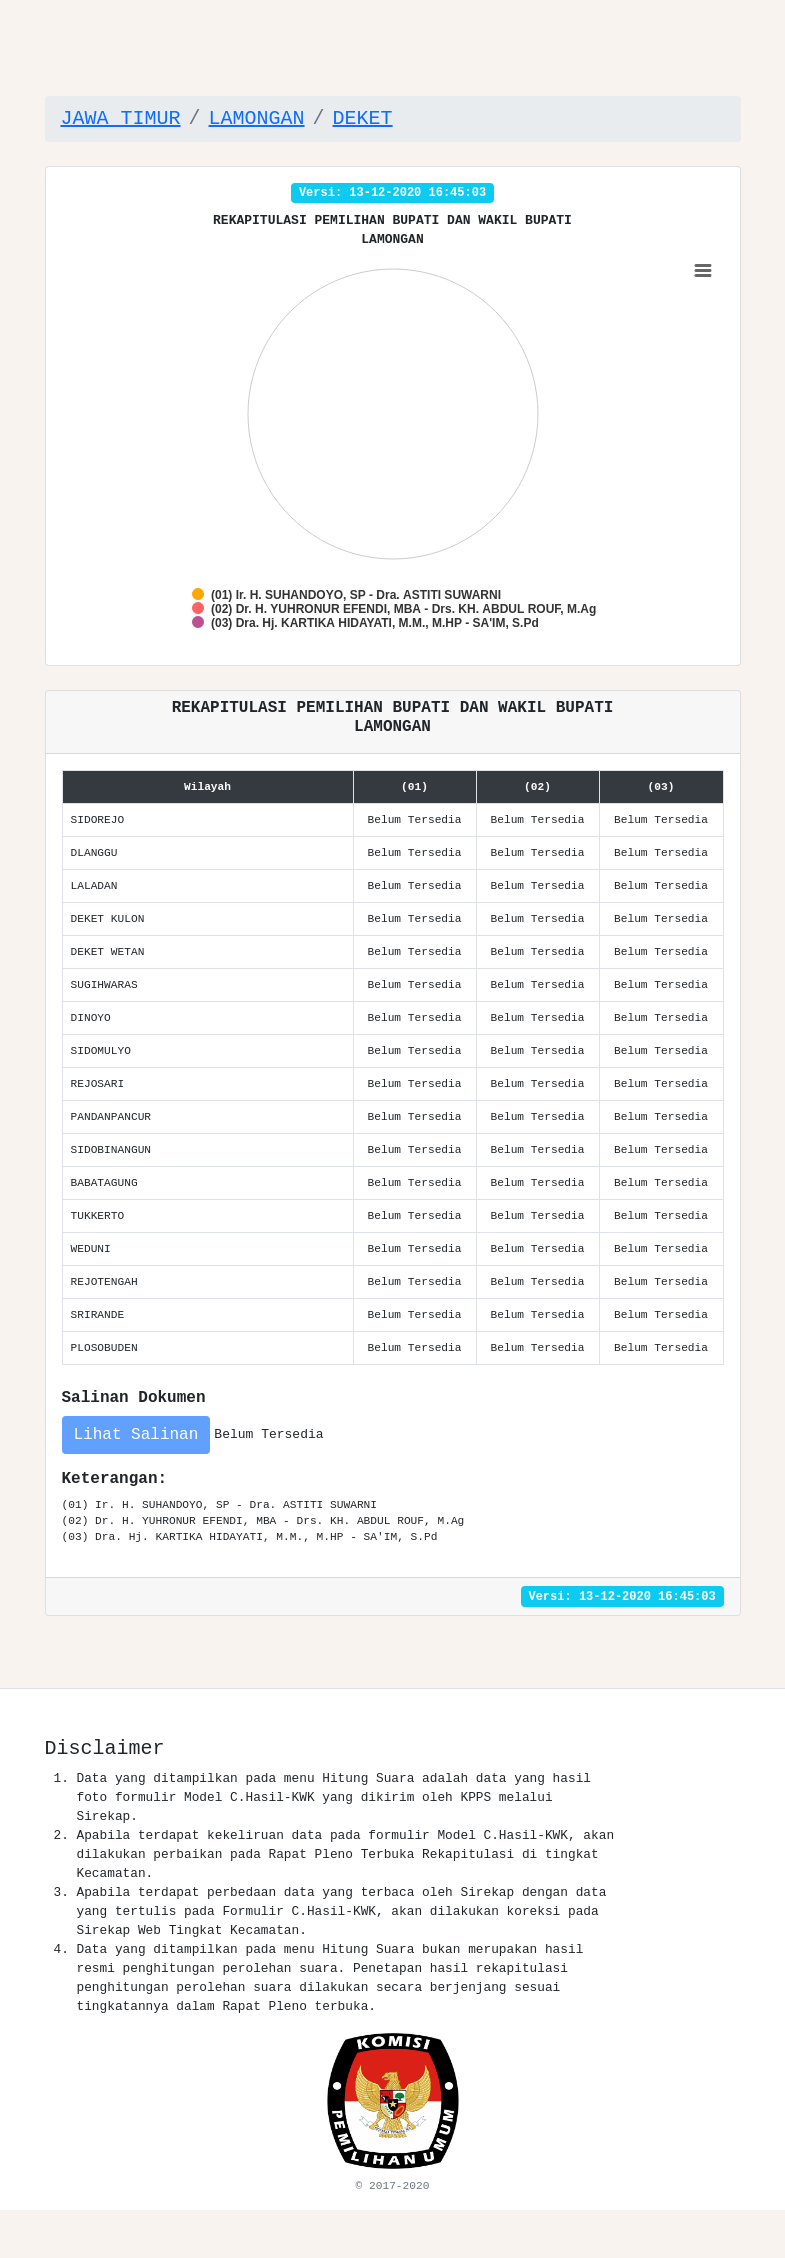 JAWA TIMUR / LAMONGAN / DEKET
Versi: 13-12-2020 16:45:03
REKAPITULASI PEMILIHAN BUPATI DAN WAKIL BUPATI
LAMONGAN
(01) Ir. H. SUHANDOYO, SP - Dra. ASTITI SUWARNI
(02) Dr. H. YUHRONUR EFENDI, MBA - Drs. KH. ABDUL ROUF, M.Ag
(03) Dra. Hj. KARTIKA HIDAYATI, M.M., M.HP - SA'IM, S.Pd
REKAPITULASI PEMILIHAN BUPATI DAN WAKIL BUPATI
LAMONGAN
Wilayah (01) (02) (03)
SIDOREJO Belum Tersedia Belum Tersedia Belum Tersedia
DLANGGU Belum Tersedia Belum Tersedia Belum Tersedia
LALADAN Belum Tersedia Belum Tersedia Belum Tersedia
DEKET KULON Belum Tersedia Belum Tersedia Belum Tersedia
DEKET WETAN Belum Tersedia Belum Tersedia Belum Tersedia
SUGIHWARAS Belum Tersedia Belum Tersedia Belum Tersedia
DINOYO Belum Tersedia Belum Tersedia Belum Tersedia
SIDOMULYO Belum Tersedia Belum Tersedia Belum Tersedia
REJOSARI Belum Tersedia Belum Tersedia Belum Tersedia
PANDANPANCUR Belum Tersedia Belum Tersedia Belum Tersedia
SIDOBINANGUN Belum Tersedia Belum Tersedia Belum Tersedia
BABATAGUNG Belum Tersedia Belum Tersedia Belum Tersedia
TUKKERTO Belum Tersedia Belum Tersedia Belum Tersedia
WEDUNI Belum Tersedia Belum Tersedia Belum Tersedia
REJOTENGAH Belum Tersedia Belum Tersedia Belum Tersedia
SRIRANDE Belum Tersedia Belum Tersedia Belum Tersedia
PLOSOBUDEN Belum Tersedia Belum Tersedia Belum Tersedia
Salinan Dokumen
Lihat Salinan Belum Tersedia
Keterangan:
(01) Ir. H. SUHANDOYO, SP - Dra. ASTITI SUWARNI
(02) Dr. H. YUHRONUR EFENDI, MBA - Drs. KH. ABDUL ROUF, M.Ag
(03) Dra. Hj. KARTIKA HIDAYATI, M.M., M.HP - SA'IM, S.Pd
Versi: 13-12-2020 16:45:03
Disclaimer
1. Data yang ditampilkan pada menu Hitung Suara adalah data yang hasil
foto formulir Model C.Hasil-KWK yang dikirim oleh KPPS melalui
Sirekap.
2. Apabila terdapat kekeliruan data pada formulir Model C.Hasil-KWK, akan
dilakukan perbaikan pada Rapat Pleno Terbuka Rekapitulasi di tingkat
Kecamatan.
3. Apabila terdapat perbedaan data yang terbaca oleh Sirekap dengan data
yang tertulis pada Formulir C.Hasil-KWK, akan dilakukan koreksi pada
Sirekap Web Tingkat Kecamatan.
4. Data yang ditampilkan pada menu Hitung Suara bukan merupakan hasil
resmi penghitungan perolehan suara. Penetapan hasil rekapitulasi
penghitungan perolehan suara dilakukan secara berjenjang sesuai
tingkatannya dalam Rapat Pleno terbuka.
KOMISI
PEMILIHAN UMUM
© 2017-2020